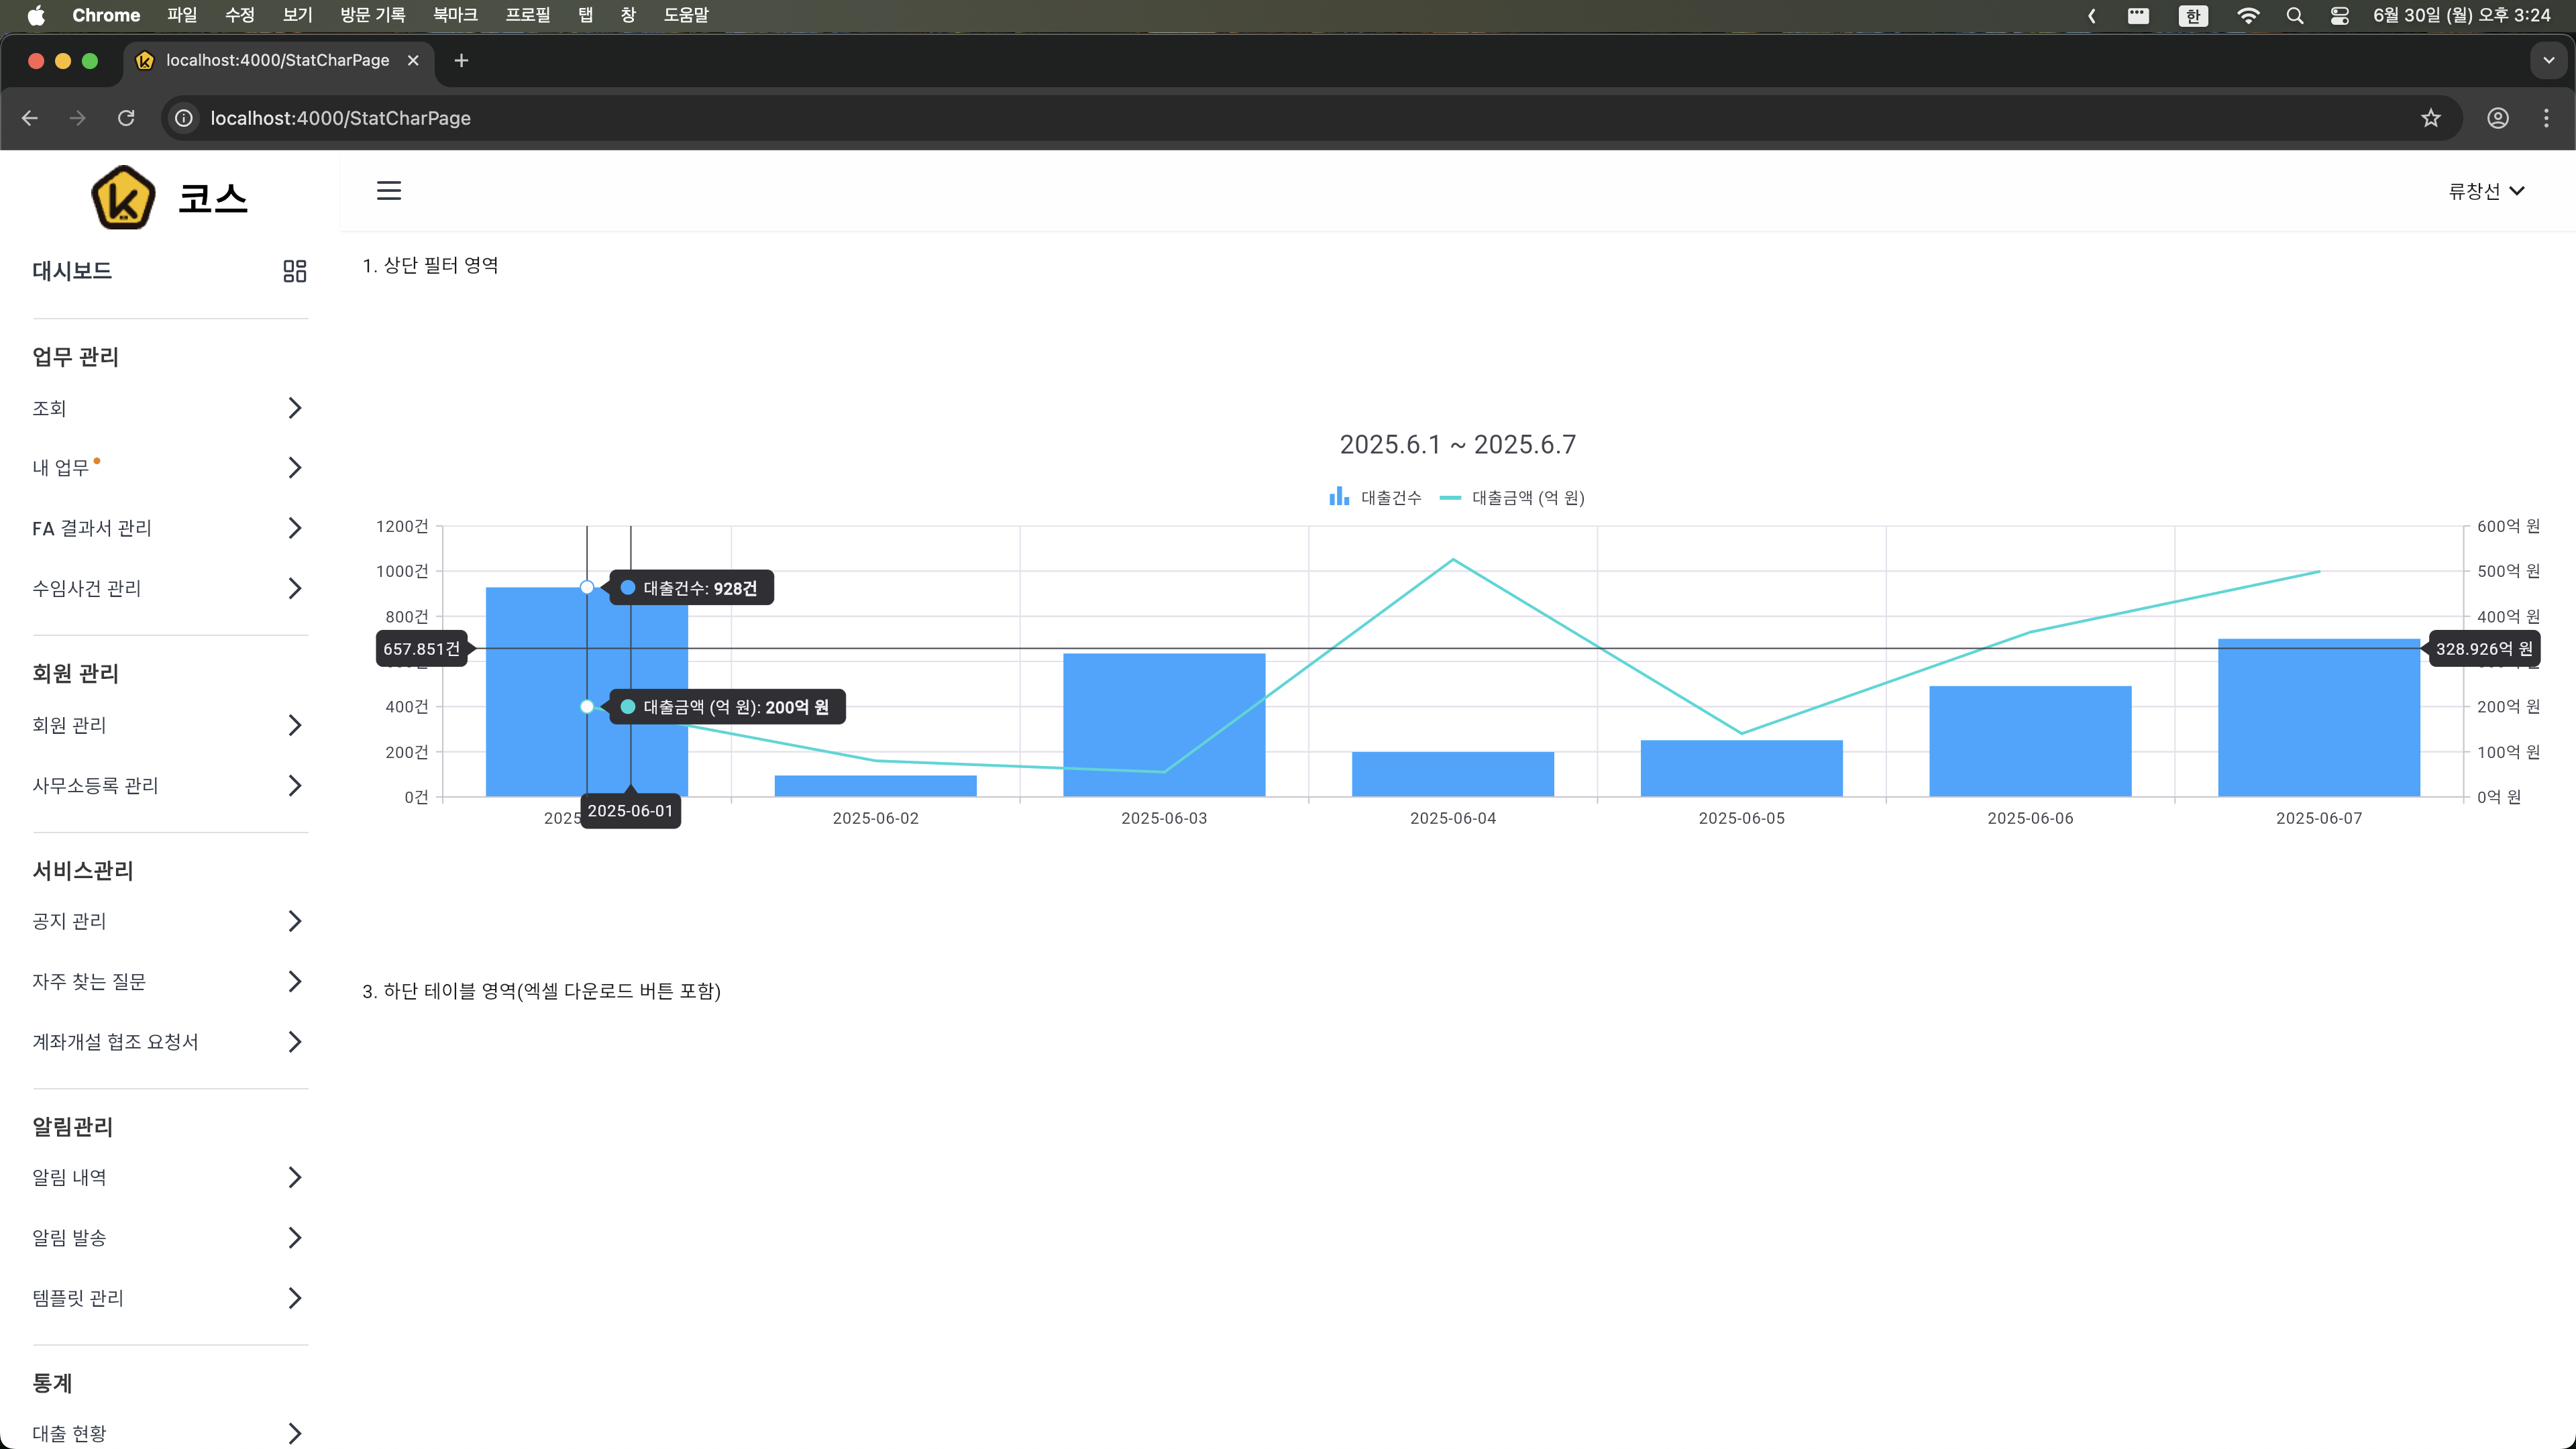 Chrome 파일 수정 보기 방문 기록 북마크 프로필 탭 창 도움말 한 6월 30일 (월) 오후 3:24
localhost:4000/StatCharPage
localhost:4000/StatCharPage
코스
류창선
대시보드
업무 관리
조회
내 업무
FA 결과서 관리
수임사건 관리
회원 관리
회원 관리
사무소등록 관리
서비스관리
공지 관리
자주 찾는 질문
계좌개설 협조 요청서
알림관리
알림 내역
알림 발송
템플릿 관리
통계
대출 현황
1. 상단 필터 영역
2025.6.1 ~ 2025.6.7
대출건수 대출금액 (억 원)
1200건 600억 원
1000건 500억 원
대출건수: 928건
800건 400억 원
657.851건 328.926억 원
400건 200억 원
대출금액 (억 원): 200억 원
200건 100억 원
0건 0억 원
2025-06-01
2025 2025-06-02 2025-06-03 2025-06-04 2025-06-05 2025-06-06 2025-06-07
3. 하단 테이블 영역(엑셀 다운로드 버튼 포함)